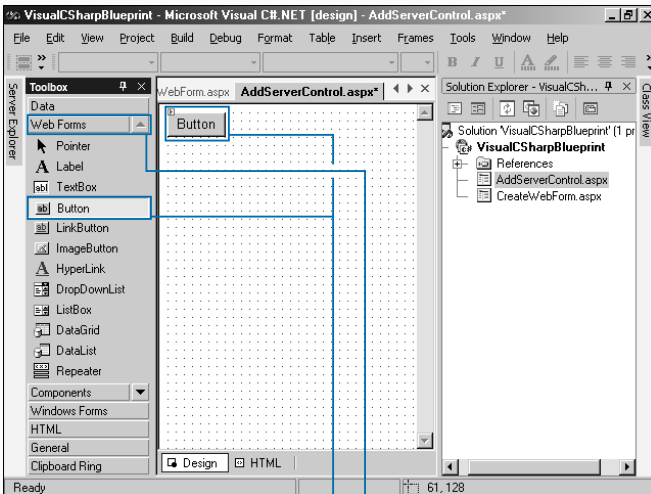 VisualCSharpBlueprint - Microsoft Visual C#.NET [design] - AddServerControl.aspx*
File Edit View Project Build Debug Format Table Insert Frames Tools Window Help
B I U A
Server Explorer
Toolbox
Data
Web Forms
Pointer
A Label
abl TextBox
ab Button
ab LinkButton
ImageButton
A HyperLink
DropDownList
ListBox
DataGrid
DataList
Repeater
Components
Windows Forms
HTML
General
Clipboard Ring
WebForm.aspx AddServerControl.aspx*
Button
Design HTML
Solution Explorer - VisualCSh...
Solution 'VisualCSharpBlueprint' (1 pr
VisualCSharpBlueprint
References
AddServerControl.aspx
CreateWebForm.aspx
Class View
Ready 61, 128